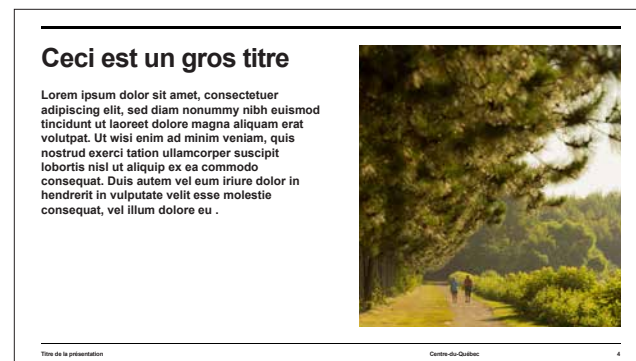 Ceci est un gros titre
Lorem ipsum dolor sit amet, consectetuer
adipiscing elit, sed diam nonummy nibh euismod
tincidunt ut laoreet dolore magna aliquam erat
volutpat. Ut wisi enim ad minim veniam, quis
nostrud exerci tation ullamcorper suscipit
lobortis nisl ut aliquip ex ea commodo
consequat. Duis autem vel eum iriure dolor in
hendrerit in vulputate velit esse molestie
consequat, vel illum dolore eu .
Titre de la présentation
Centre-du-Québec
4